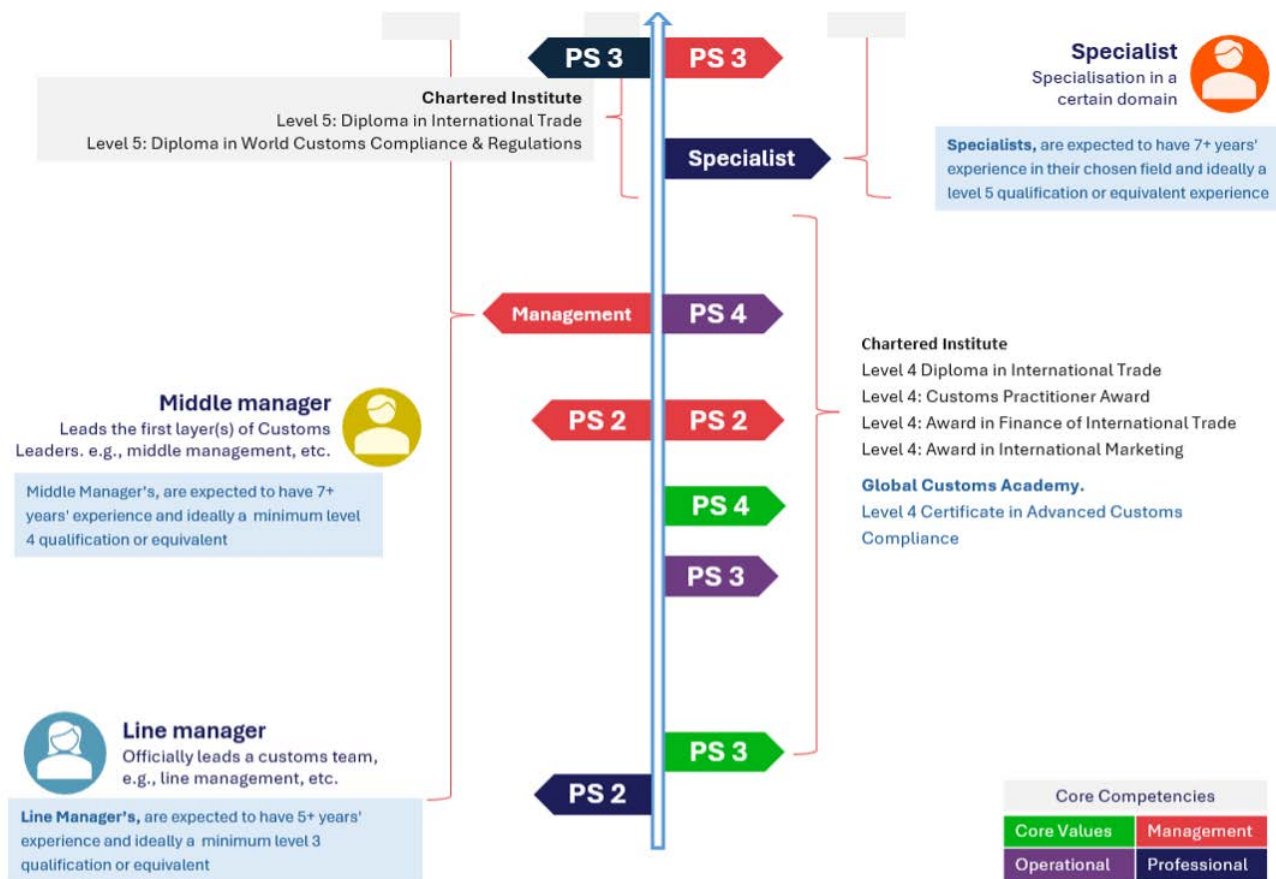 PS 3
PS 3
Chartered Institute
Level 5: Diploma in International Trade
Level 5: Diploma in World Customs Compliance & Regulations
Specialist
Specialist
Specialisation in a
certain domain
Specialists, are expected to have 7+ years'
experience in their chosen field and ideally a
level 5 qualification or equivalent experience
Management
PS 4
Middle manager
Leads the first layer(s) of Customs
Leaders. e.g., middle management, etc.
Middle Manager's, are expected to have 7+
years' experience and ideally a minimum level
4 qualification or equivalent
PS 2
PS 2
PS 4
PS 3
Chartered Institute
Level 4 Diploma in International Trade
Level 4: Customs Practitioner Award
Level 4: Award in Finance of International Trade
Level 4: Award in International Marketing
Global Customs Academy.
Level 4 Certificate in Advanced Customs
Compliance
Line manager
Officially leads a customs team,
e.g., line management, etc.
Line Manager's, are expected to have 5+ years'
experience and ideally a minimum level 3
qualification or equivalent
PS 3
PS 2
Core Competencies
Core Values
Management
Operational
Professional